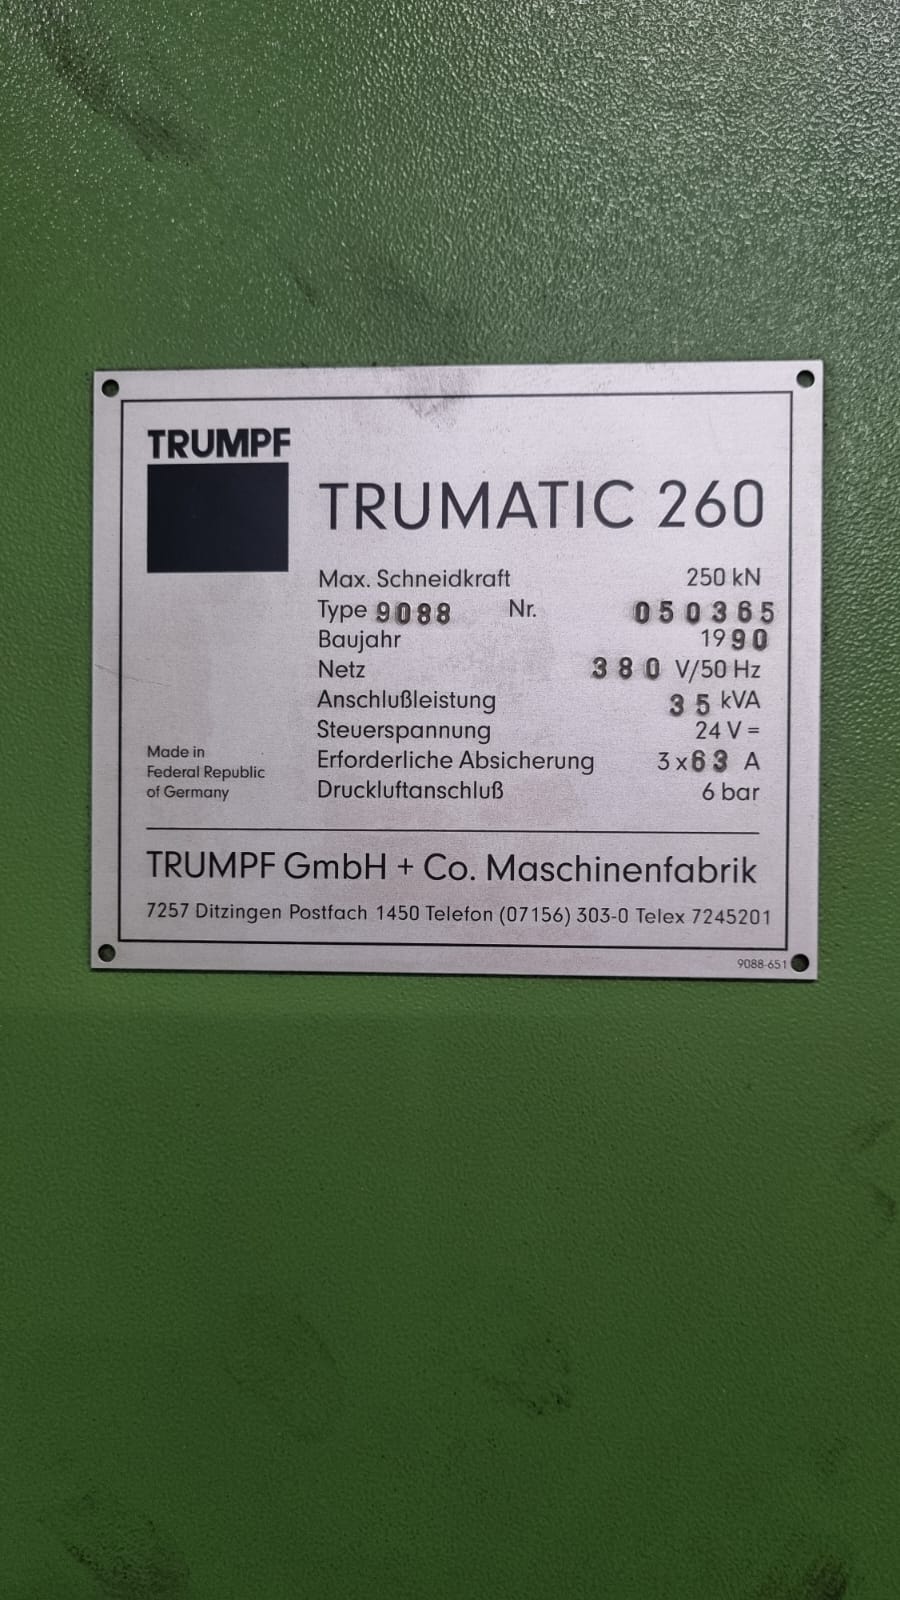 TRUMPF
TRUMATIC 260
Max. Schneidkraft 250 kN
Type 9088 Nr. 050365
Baujahr 1990
Netz 380 V/50 Hz
Anschlußleistung 35 kVA
Steuerspannung 24 V =
Erforderliche Absicherung 3 x 63 A
Druckluftanschluß 6 bar
Made in
Federal Republic
of Germany
TRUMPF GmbH + Co. Maschinenfabrik
7257 Ditzingen Postfach 1450 Telefon (07156) 303-0 Telex 7245201
9088-651